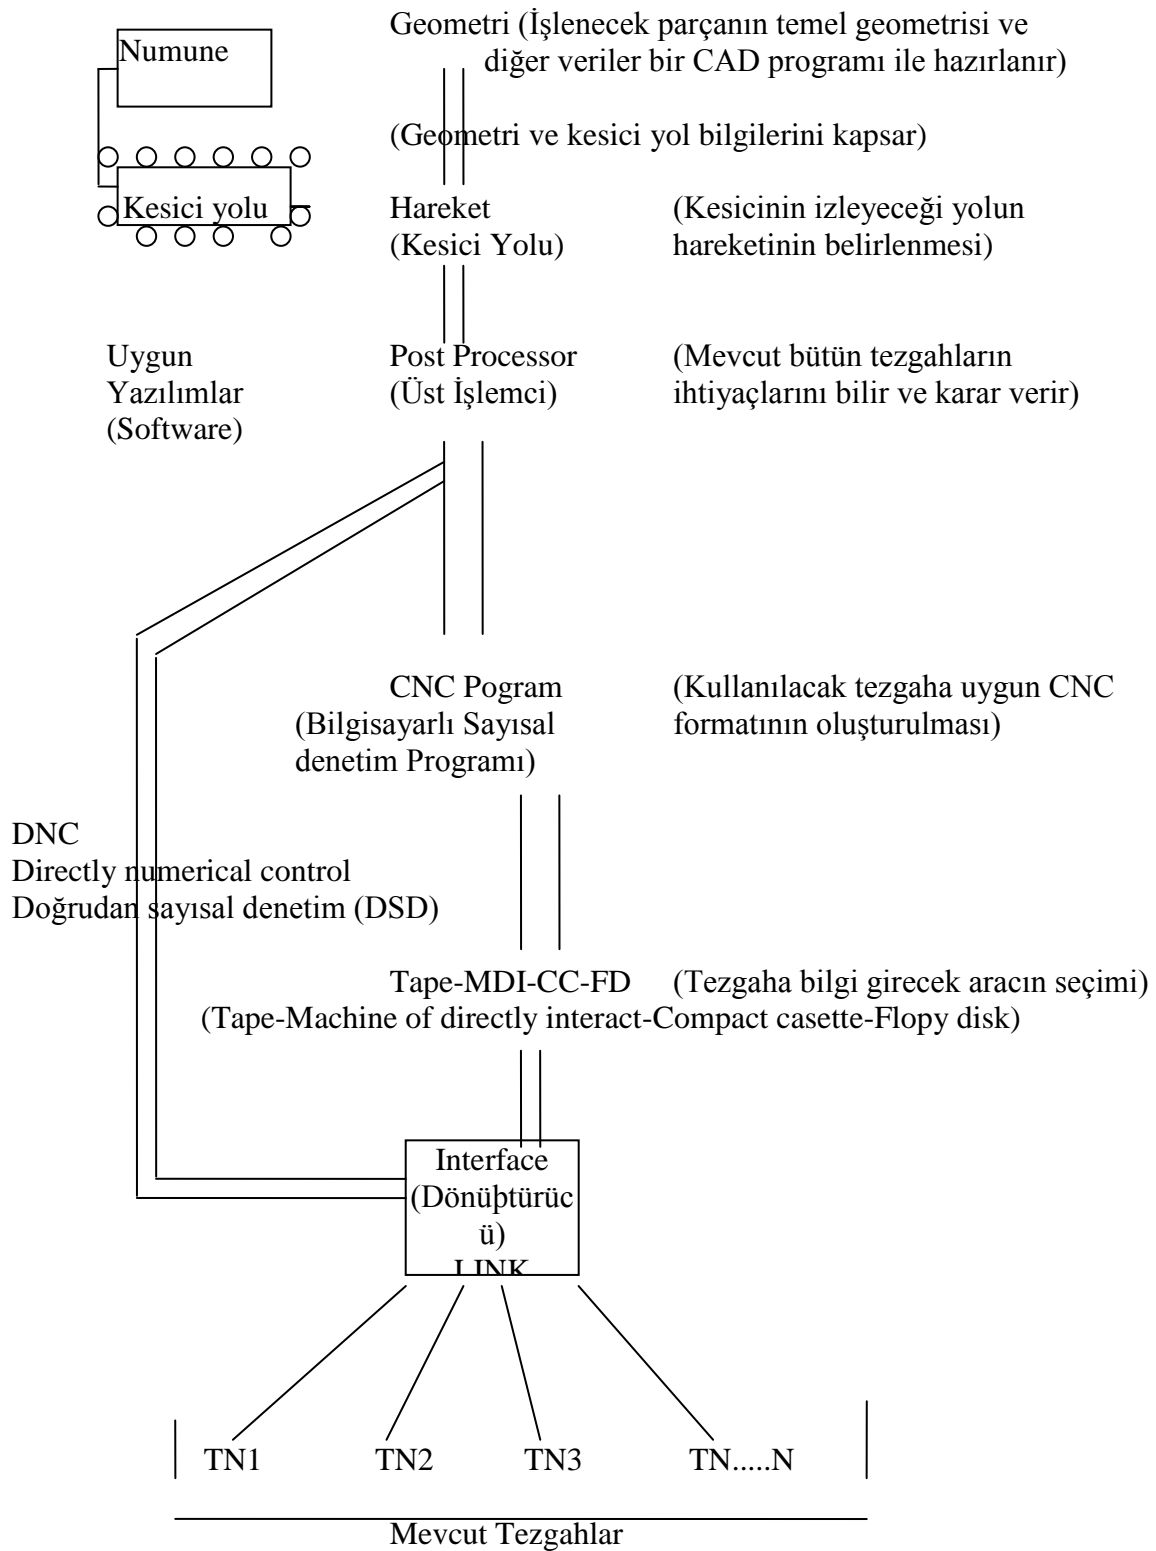 Numune
Geometri (İşlenecek parçanın temel geometrisi ve
diğer veriler bir CAD programı ile hazırlanır)
(Geometri ve kesici yol bilgilerini kapsar)
Kesici yolu
Hareket
(Kesici Yolu)
(Kesicinin izleyeceği yolun
hareketinin belirlenmesi)
Uygun
Yazılımlar
(Software)
Post Processor
(Üst İşlemci)
(Mevcut bütün tezgahların
ihtiyaçlarını bilir ve karar verir)
CNC Pogram
(Bilgisayarlı Sayısal
denetim Programı)
(Kullanılacak tezgaha uygun CNC
formatının oluşturulması)
DNC
Directly numerical control
Doğrudan sayısal denetim (DSD)
Tape-MDI-CC-FD
(Tezgaha bilgi girecek aracın seçimi)
(Tape-Machine of directly interact-Compact casette-Flopy disk)
Interface
(Dönüþtürüc
ü)
LINK
TN1
TN2
TN3
TN.....N
Mevcut Tezgahlar